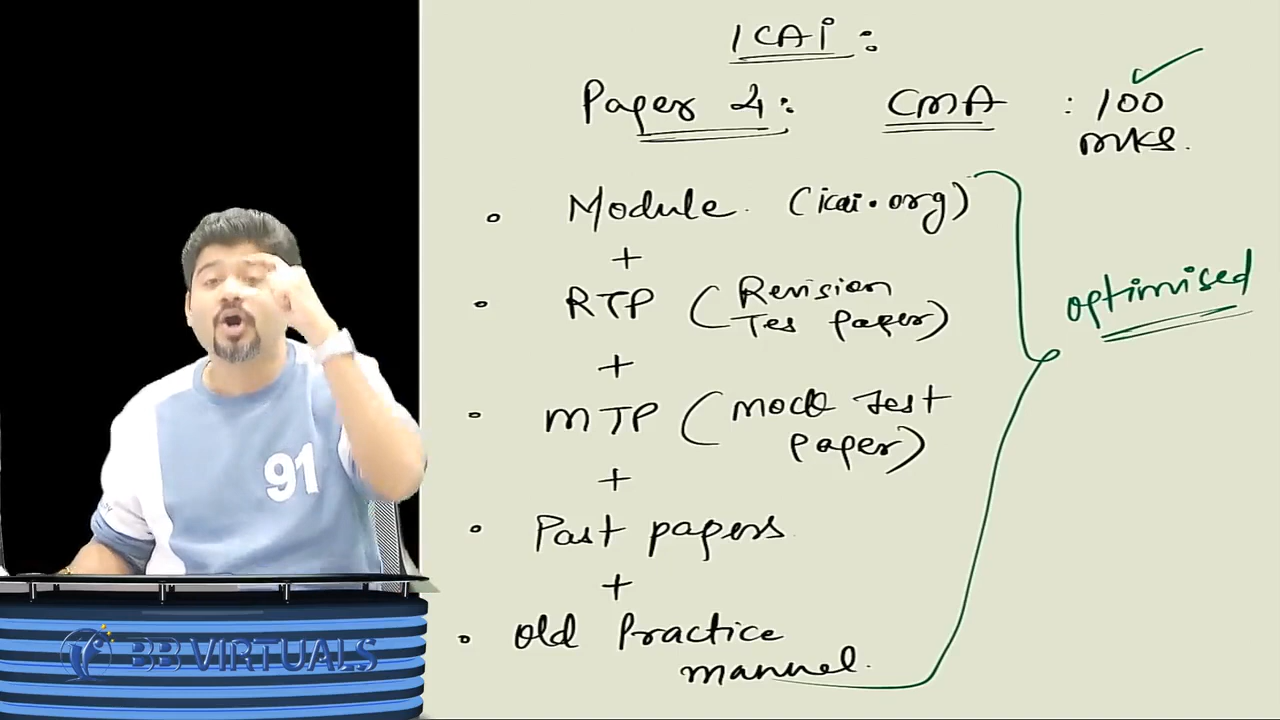 ICAI :
Paper 4 : CMA : 100
mks.
• Module. (icai.org)
+
• RTP (Revision
Tes paper)
+
• MTP (Mock Test
paper)
+
• Past papers
+
• Old Practice
manuel.
optimised
91
BB VIRTUALS